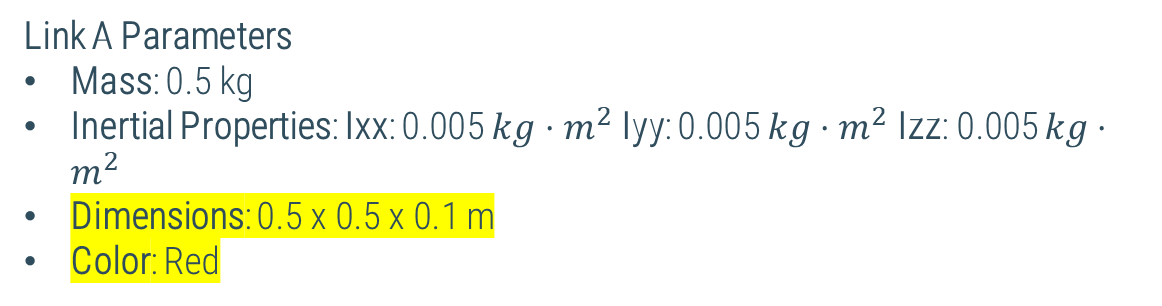 Link A Parameters
• Mass: 0.5 kg
• Inertial Properties: Ixx: 0.005 kg · m² Iyy: 0.005 kg · m² Izz: 0.005 kg ·
m²
• Dimensions: 0.5 x 0.5 x 0.1 m
• Color: Red